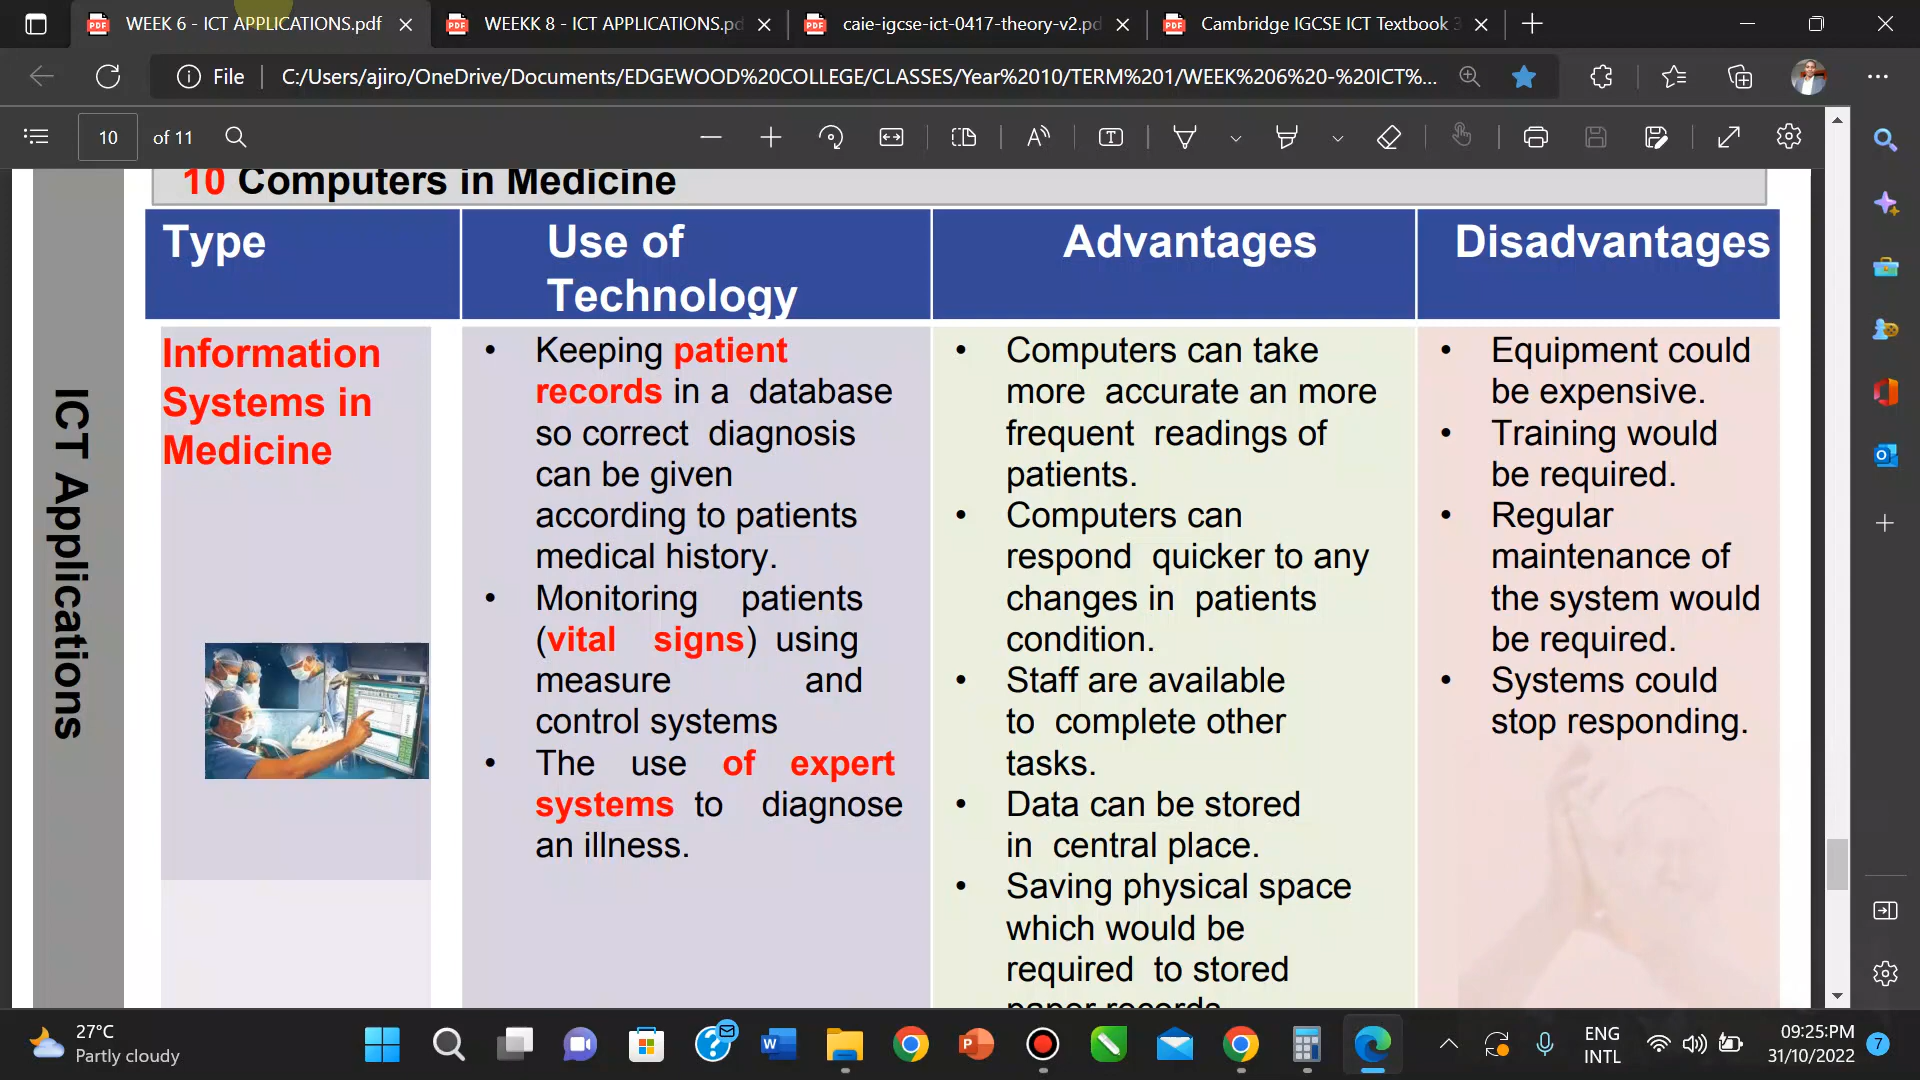 WEEK 6 - ICT APPLICATIONS.pdf
WEEKK 8 - ICT APPLICATIONS.pd
caie-igcse-ict-0417-theory-v2.pd
Cambridge IGCSE ICT Textbook 3
File
C:/Users/ajiro/OneDrive/Documents/EDGEWOOD%20COLLEGE/CLASSES/Year%2010/TERM%201/WEEK%206%20-%20ICT%...
10 of 11
10 Computers in Medicine
ICT Applications
Type
Use of
Technology
Advantages
Disadvantages
Information
Systems in
Medicine
• Keeping patient
records in a database
so correct diagnosis
can be given
according to patients
medical history.
• Monitoring patients
(vital signs) using
measure and
control systems
• The use of expert
systems to diagnose
an illness.
• Computers can take
more accurate an more
frequent readings of
patients.
• Computers can
respond quicker to any
changes in patients
condition.
• Staff are available
to complete other
tasks.
• Data can be stored
in central place.
• Saving physical space
which would be
required to stored
paper records
• Equipment could
be expensive.
• Training would
be required.
• Regular
maintenance of
the system would
be required.
• Systems could
stop responding.
27°C
Partly cloudy
ENG
INTL
09:25:PM
31/10/2022
7